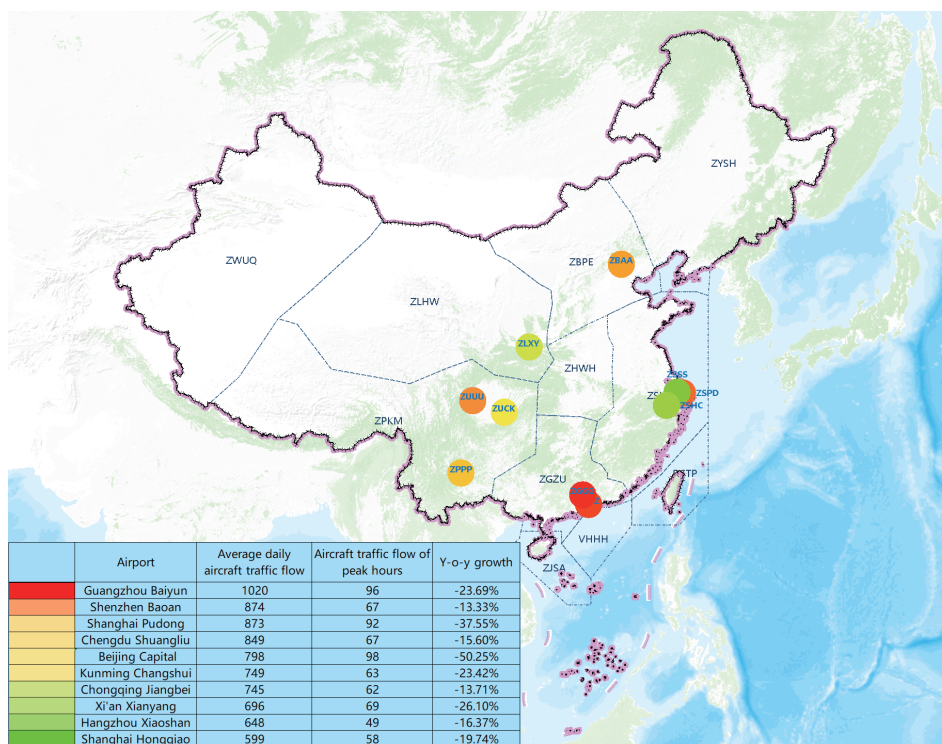 ZYSH
ZWUQ
ZBPE
ZBAA
ZLHW
ZLXY
ZHWH
ZSSS
ZSPD
ZSHC
ZUUU
ZUCK
ZPKM
ZPPP
ZGZU
VHHH
ZJSA
Airport Average daily aircraft traffic flow Aircraft traffic flow of peak hours Y-o-y growth
Guangzhou Baiyun 1020 96 -23.69%
Shenzhen Baoan 874 67 -13.33%
Shanghai Pudong 873 92 -37.55%
Chengdu Shuangliu 849 67 -15.60%
Beijing Capital 798 98 -50.25%
Kunming Changshui 749 63 -23.42%
Chongqing Jiangbei 745 62 -13.71%
Xi'an Xianyang 696 69 -26.10%
Hangzhou Xiaoshan 648 49 -16.37%
Shanghai Hongqiao 599 58 -19.74%